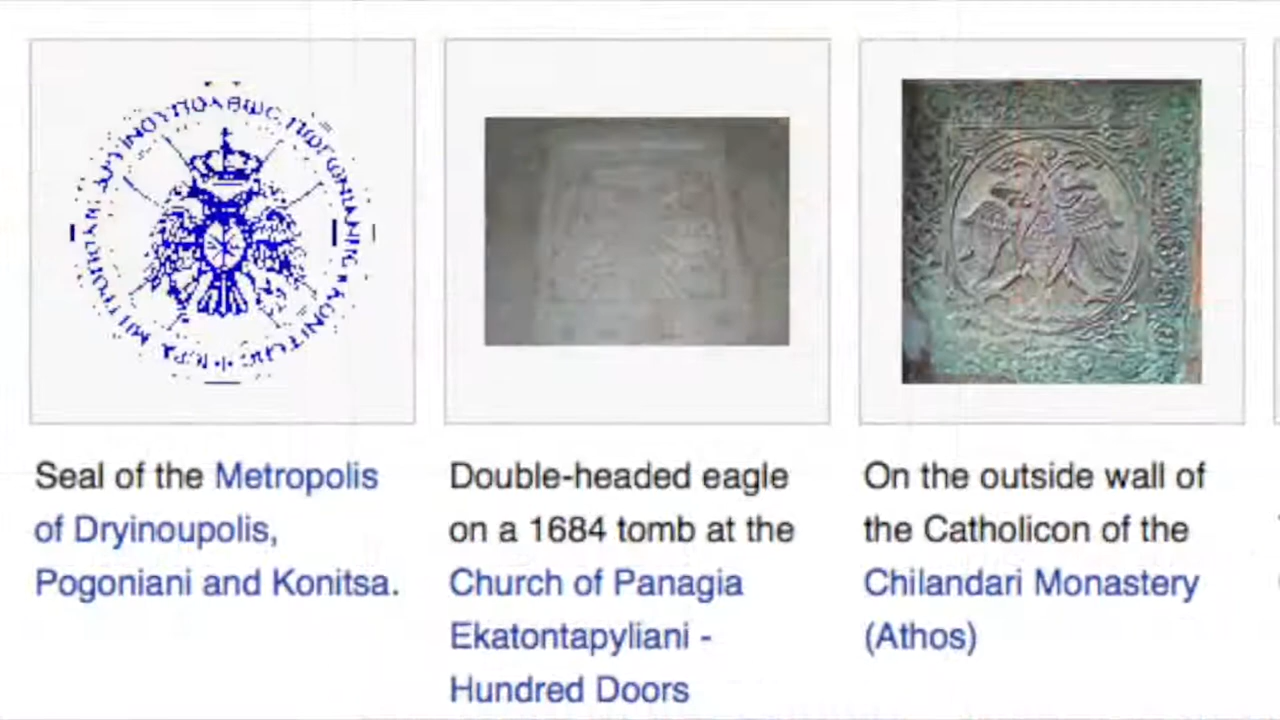 Seal of the Metropolis
of Dryinoupolis,
Pogoniani and Konitsa.
Double-headed eagle
on a 1684 tomb at the
Church of Panagia
Ekatontapyliani -
Hundred Doors
On the outside wall of
the Catholicon of the
Chilandari Monastery
(Athos)